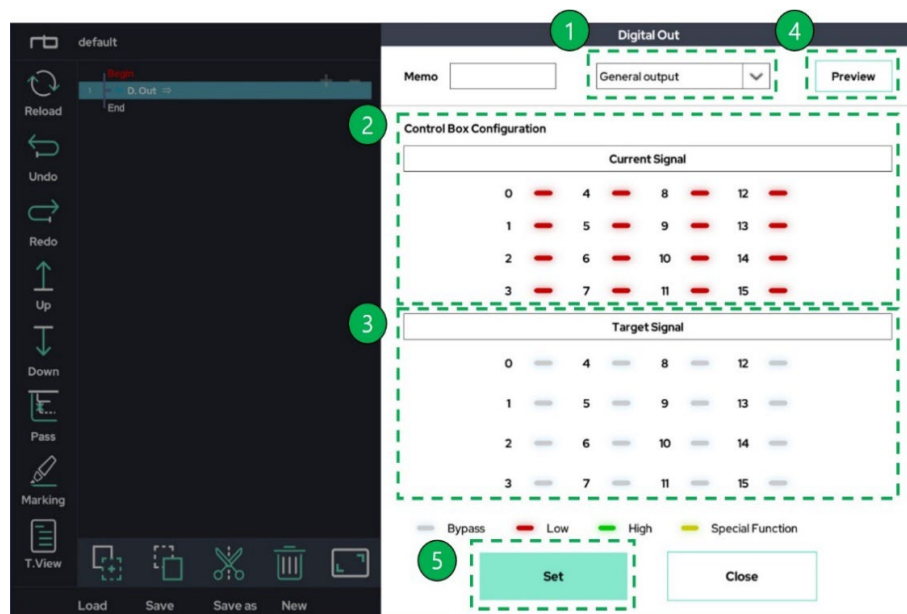 rb default
Reload
Undo
Redo
Up
Down
Pass
Marking
T.View
Begin
1 D. Out ⇒
End
Load Save Save as New
1
4
Digital Out
Memo General output Preview
2
Control Box Configuration
Current Signal
0 4 8 12
1 5 9 13
2 6 10 14
3 7 11 15
3
Target Signal
0 4 8 12
1 5 9 13
2 6 10 14
3 7 11 15
Bypass Low High Special Function
5
Set Close